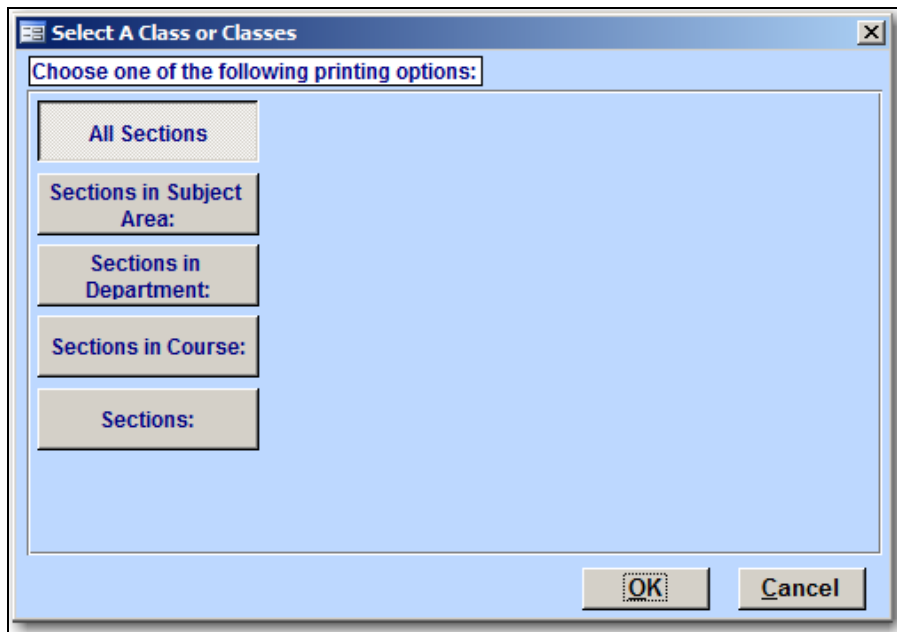 Select A Class or Classes
Choose one of the following printing options:
All Sections
Sections in Subject
Area:
Sections in
Department:
Sections in Course:
Sections:
OK
Cancel